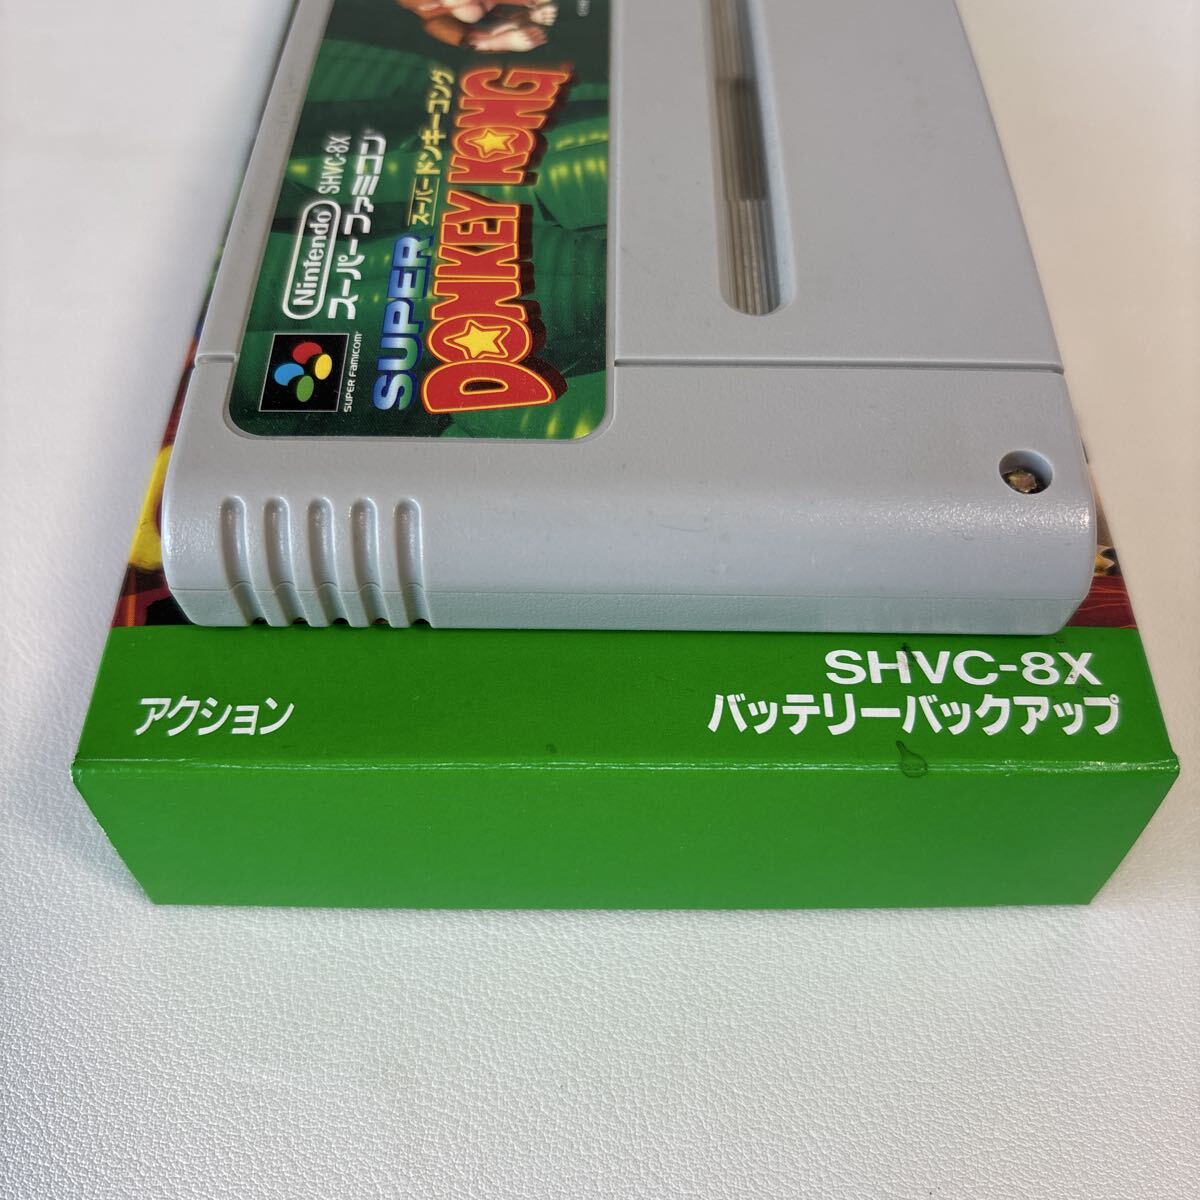 Nintendo SHVC-8X
スーパーファミコン
SUPER FAMICOM
SUPER
スーパードンキーコング
DONKEY KONG
SHVC-8X
アクション
バッテリーバックアップ